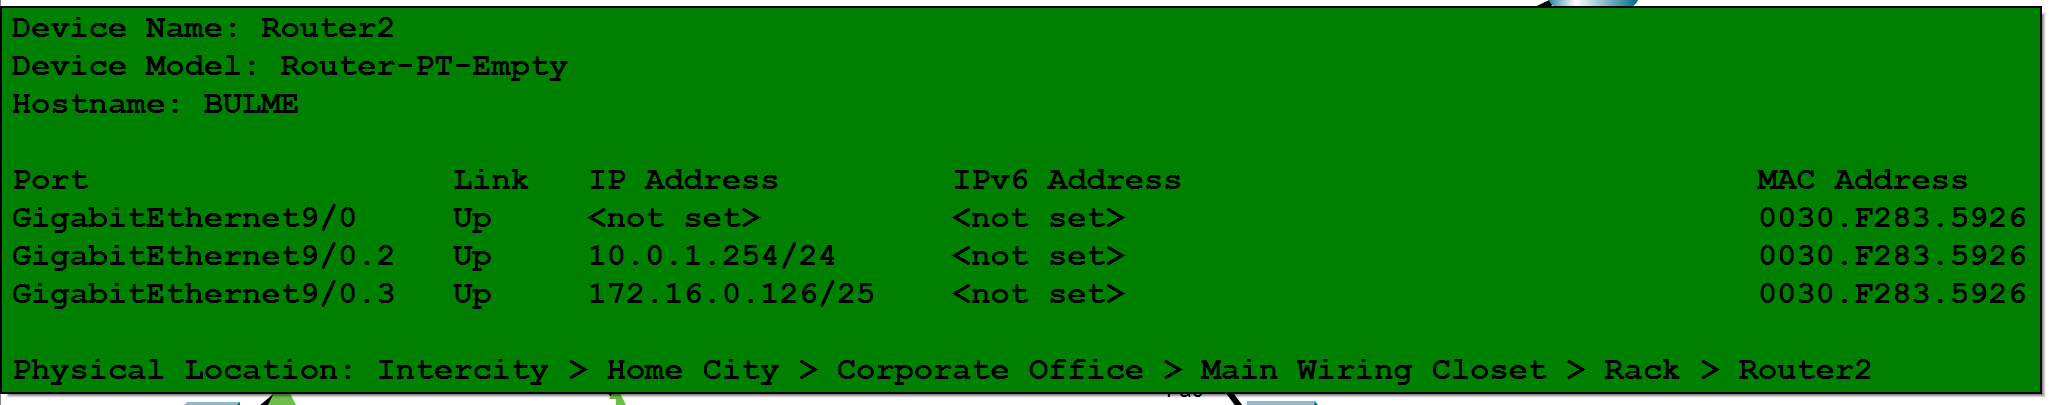 Device Name: Router2
Device Model: Router-PT-Empty
Hostname: BULME
Port Link IP Address IPv6 Address MAC Address
GigabitEthernet9/0 Up <not set> <not set> 0030.F283.5926
GigabitEthernet9/0.2 Up 10.0.1.254/24 <not set> 0030.F283.5926
GigabitEthernet9/0.3 Up 172.16.0.126/25 <not set> 0030.F283.5926
Physical Location: Intercity > Home City > Corporate Office > Main Wiring Closet > Rack > Router2